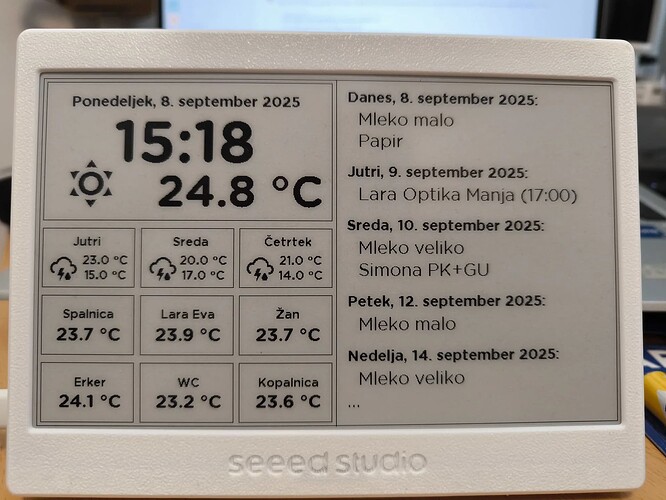 Ponedeljek, 8. september 2025
15:18
24.8 °C
Jutri
23.0 °C
15.0 °C
Sreda
20.0 °C
17.0 °C
Četrtek
21.0 °C
14.0 °C
Spalnica
23.7 °C
Lara Eva
23.9 °C
Žan
23.7 °C
Erker
24.1 °C
WC
23.2 °C
Kopalnica
23.6 °C
Danes, 8. september 2025:
Mleko malo
Papir
Jutri, 9. september 2025:
Lara Optika Manja (17:00)
Sreda, 10. september 2025:
Mleko veliko
Simona PK+GU
Petek, 12. september 2025:
Mleko malo
Nedelja, 14. september 2025:
Mleko veliko
...
seeed studio